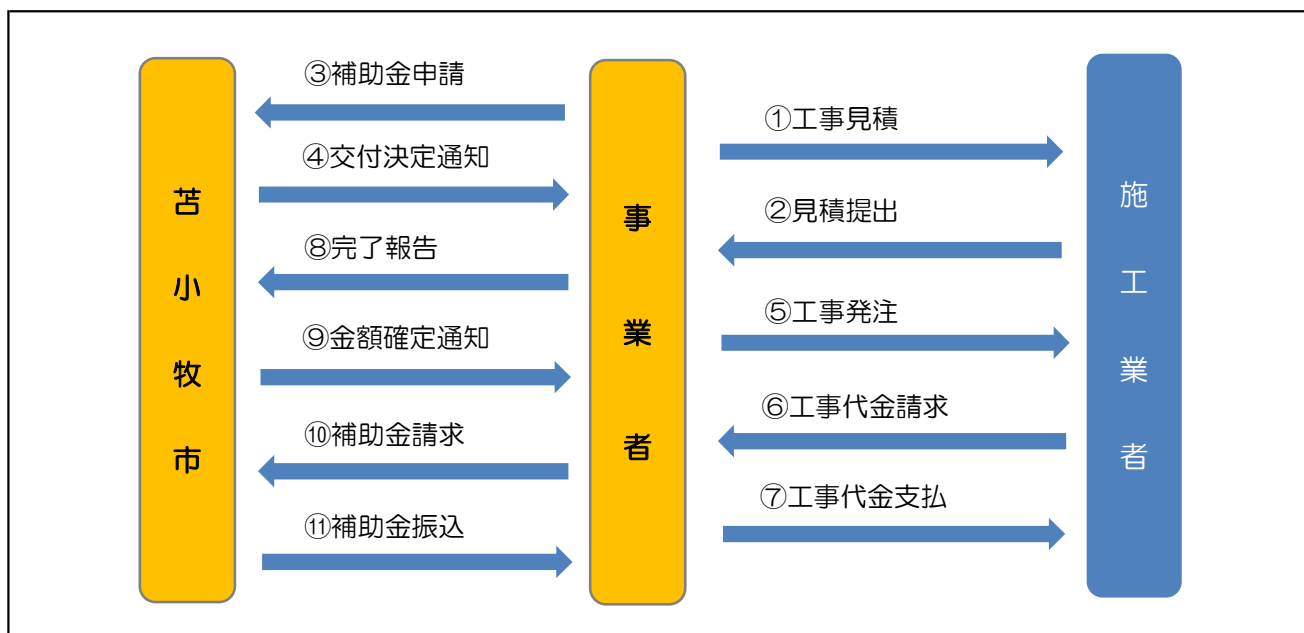 苫小牧市
③補助金申請
④交付決定通知
⑧完了報告
⑨金額確定通知
⑩補助金請求
⑪補助金振込
事業者
①工事見積
②見積提出
⑤工事発注
⑥工事代金請求
⑦工事代金支払
施工業者